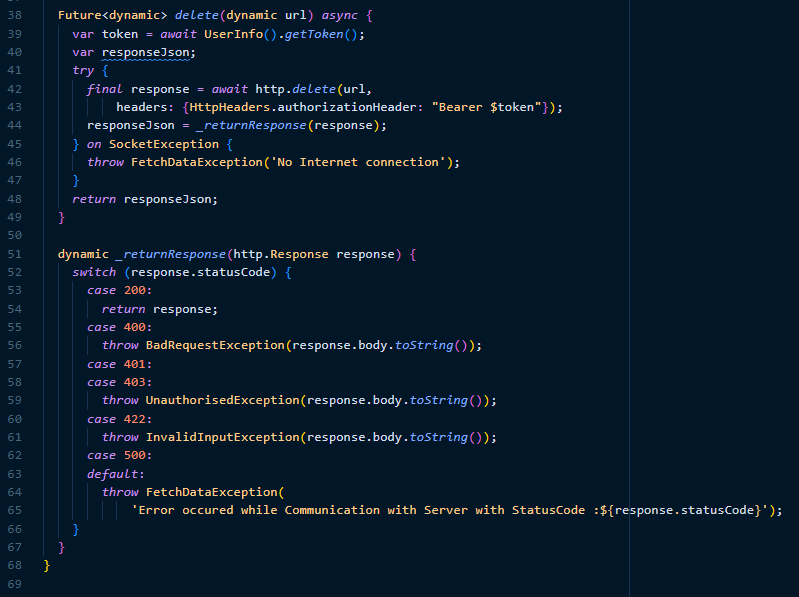 38 Future<dynamic> delete(dynamic url) async {
39 var token = await UserInfo().getToken();
40 var responseJson;
41 try {
42 final response = await http.delete(url,
43 headers: {HttpHeaders.authorizationHeader: "Bearer $token"});
44 responseJson = _returnResponse(response);
45 } on SocketException {
46 throw FetchDataException('No Internet connection');
47 }
48 return responseJson;
49 }
50
51 dynamic _returnResponse(http.Response response) {
52 switch (response.statusCode) {
53 case 200:
54 return response;
55 case 400:
56 throw BadRequestException(response.body.toString());
57 case 401:
58 case 403:
59 throw UnauthorisedException(response.body.toString());
60 case 422:
61 throw InvalidInputException(response.body.toString());
62 case 500:
63 default:
64 throw FetchDataException(
65 'Error occured while Communication with Server with StatusCode :${response.statusCode}');
66 }
67 }
68 }
69